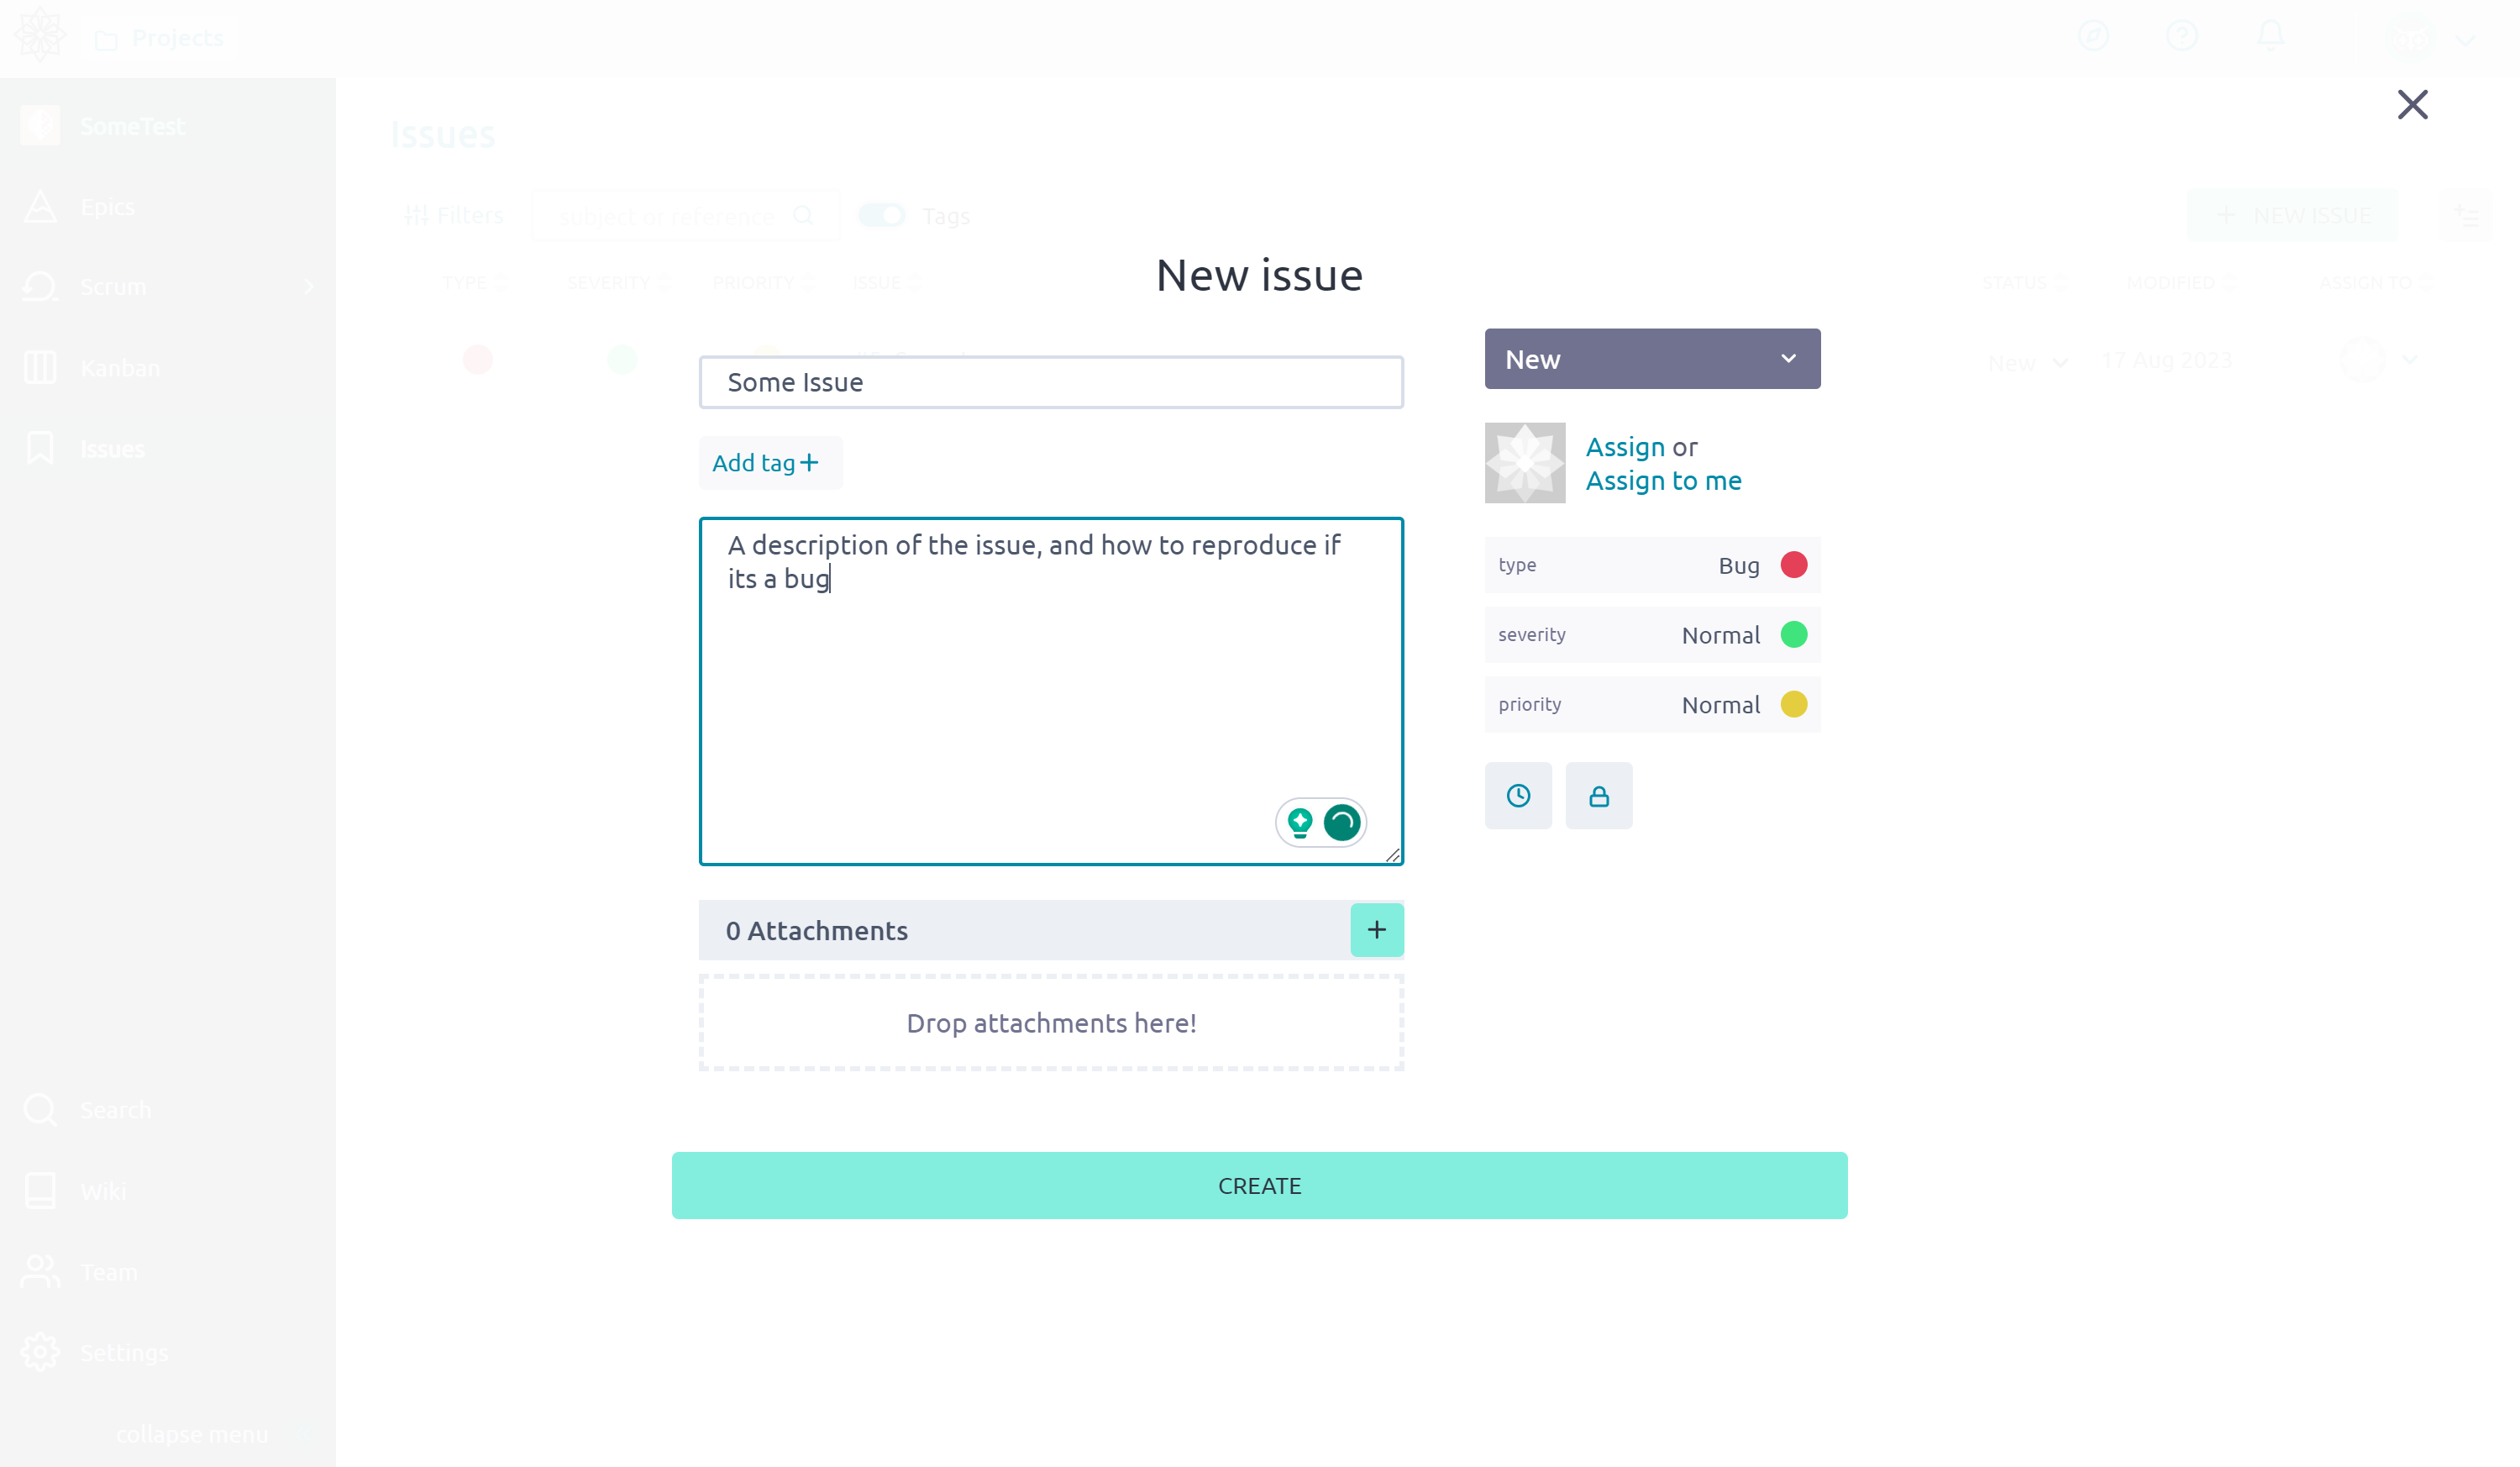 Projects
SomeTest
Epics
Scrum
Kanban
Issues
Search
Wiki
Team
Settings
collapse menu
Issues
Filters
subject or reference
Tags
NEW ISSUE
TYPE
SEVERITY
PRIORITY
ISSUE
STATUS
MODIFIED
ASSIGN TO
New
17 Aug 2023
New issue
Some Issue
Add tag
A description of the issue, and how to reproduce if
its a bug
0 Attachments
Drop attachments here!
New
Assign or
Assign to me
type Bug
severity Normal
priority Normal
CREATE